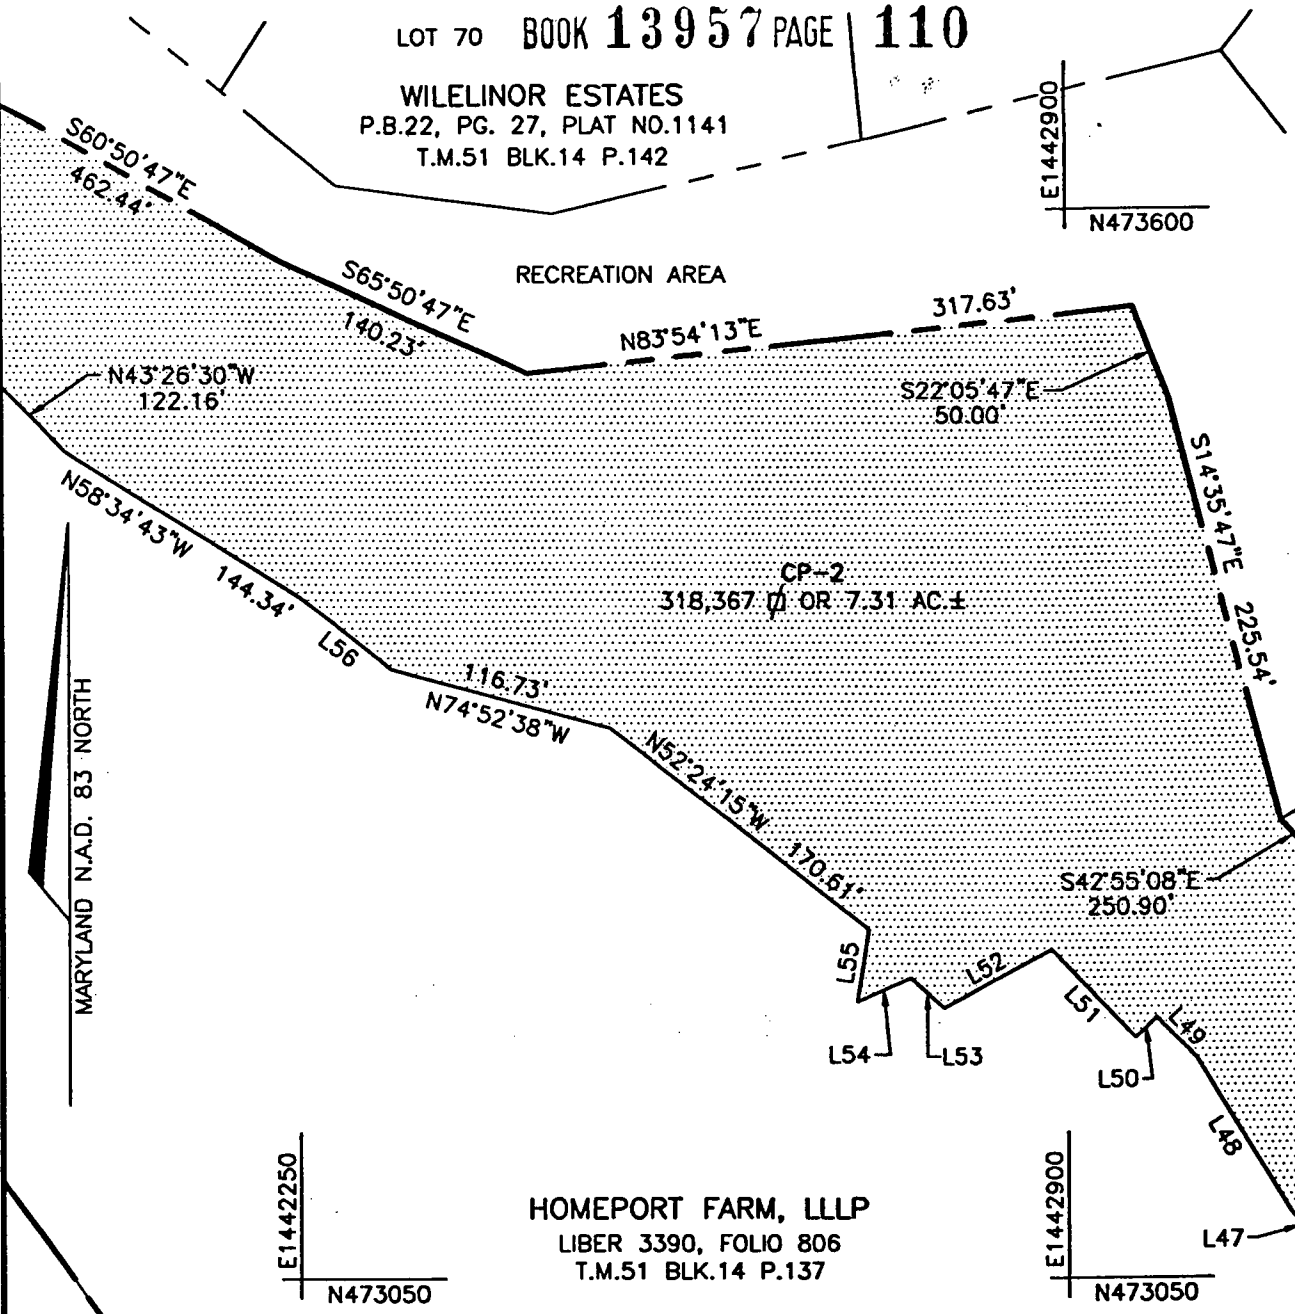 LOT 70 BOOK 13957 PAGE 110
WILELINOR ESTATES
P.B.22, PG. 27, PLAT NO.1141
T.M.51 BLK.14 P.142
E1442900
N473600
S60°50'47"E
462.44'
S65°50'47"E
140.23'
RECREATION AREA
N83°54'13"E
317.63'
N43°26'30"W
122.16'
S22°05'47"E
50.00'
N58°34'43"W
144.34'
S14°35'47"E
225.54'
CP-2
318,367 OR 7.31 AC.±
L56
116.73'
N74°52'38"W
N52°24'15"W
170.61'
MARYLAND N.A.D. 83 NORTH
S42°55'08"E
250.90'
L55
L54
L53
L52
L51
L50
L49
L48
L47
E1442250
N473050
HOMEPORT FARM, LLLP
LIBER 3390, FOLIO 806
T.M.51 BLK.14 P.137
E1442900
N473050